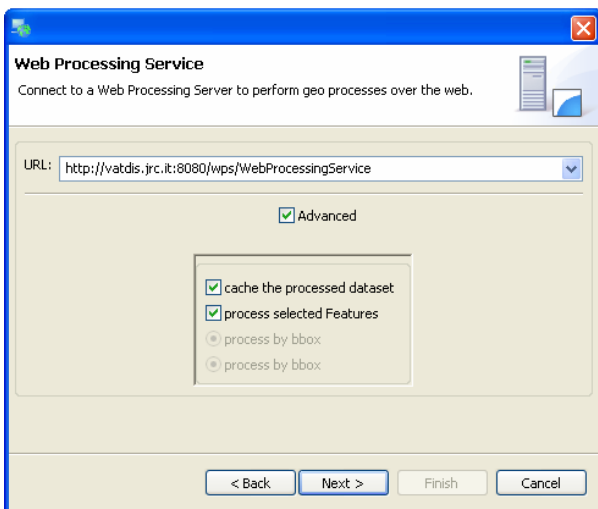 Web Processing Service
Connect to a Web Processing Server to perform geo processes over the web.
URL: http://vatdis.jrc.it:8080/wps/WebProcessingService
Advanced
cache the processed dataset
process selected Features
process by bbox
process by bbox
< Back Next > Finish Cancel